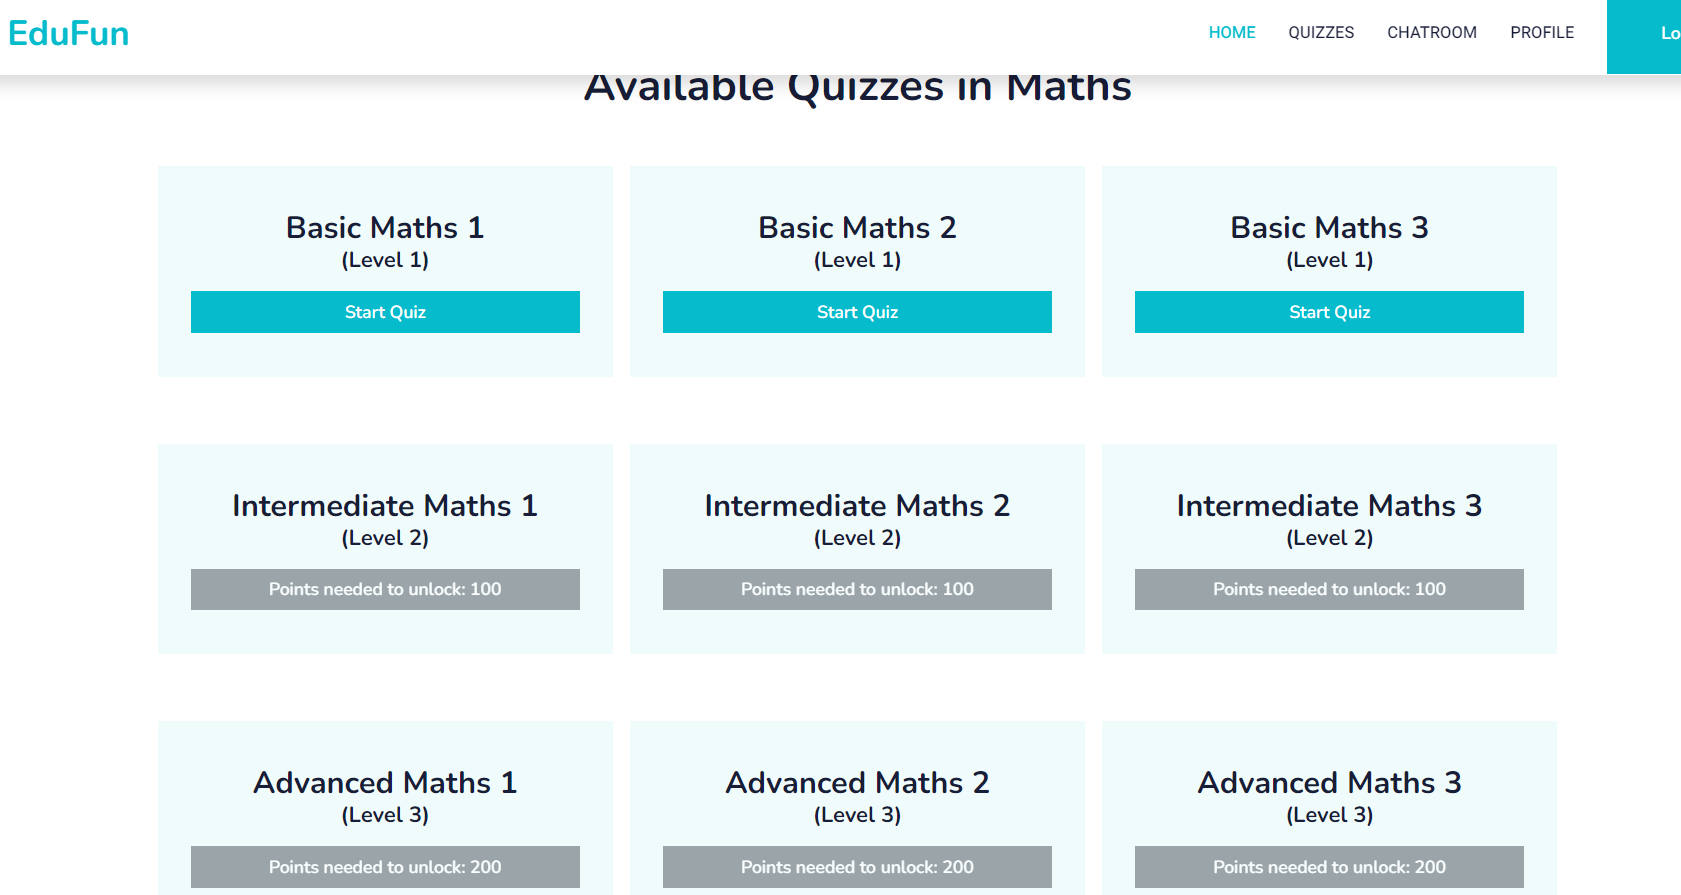 EduFun
HOME QUIZZES CHATROOM PROFILE Lo
Available Quizzes in Maths
Basic Maths 1
(Level 1)
Start Quiz
Basic Maths 2
(Level 1)
Start Quiz
Basic Maths 3
(Level 1)
Start Quiz
Intermediate Maths 1
(Level 2)
Points needed to unlock: 100
Intermediate Maths 2
(Level 2)
Points needed to unlock: 100
Intermediate Maths 3
(Level 2)
Points needed to unlock: 100
Advanced Maths 1
(Level 3)
Points needed to unlock: 200
Advanced Maths 2
(Level 3)
Points needed to unlock: 200
Advanced Maths 3
(Level 3)
Points needed to unlock: 200